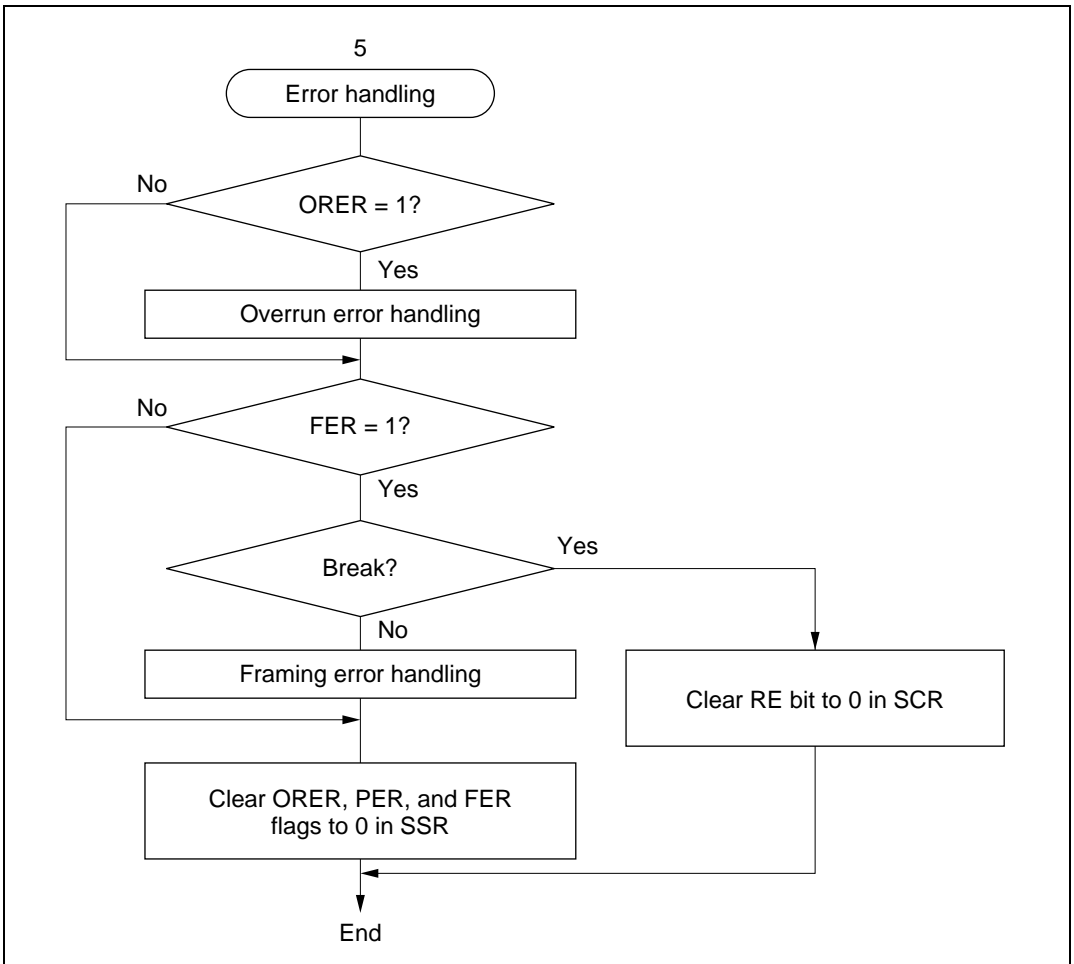 5
Error handling
No
ORER = 1?
Yes
Overrun error handling
No
FER = 1?
Yes
Break?
Yes
No
Framing error handling
Clear RE bit to 0 in SCR
Clear ORER, PER, and FER
flags to 0 in SSR
End